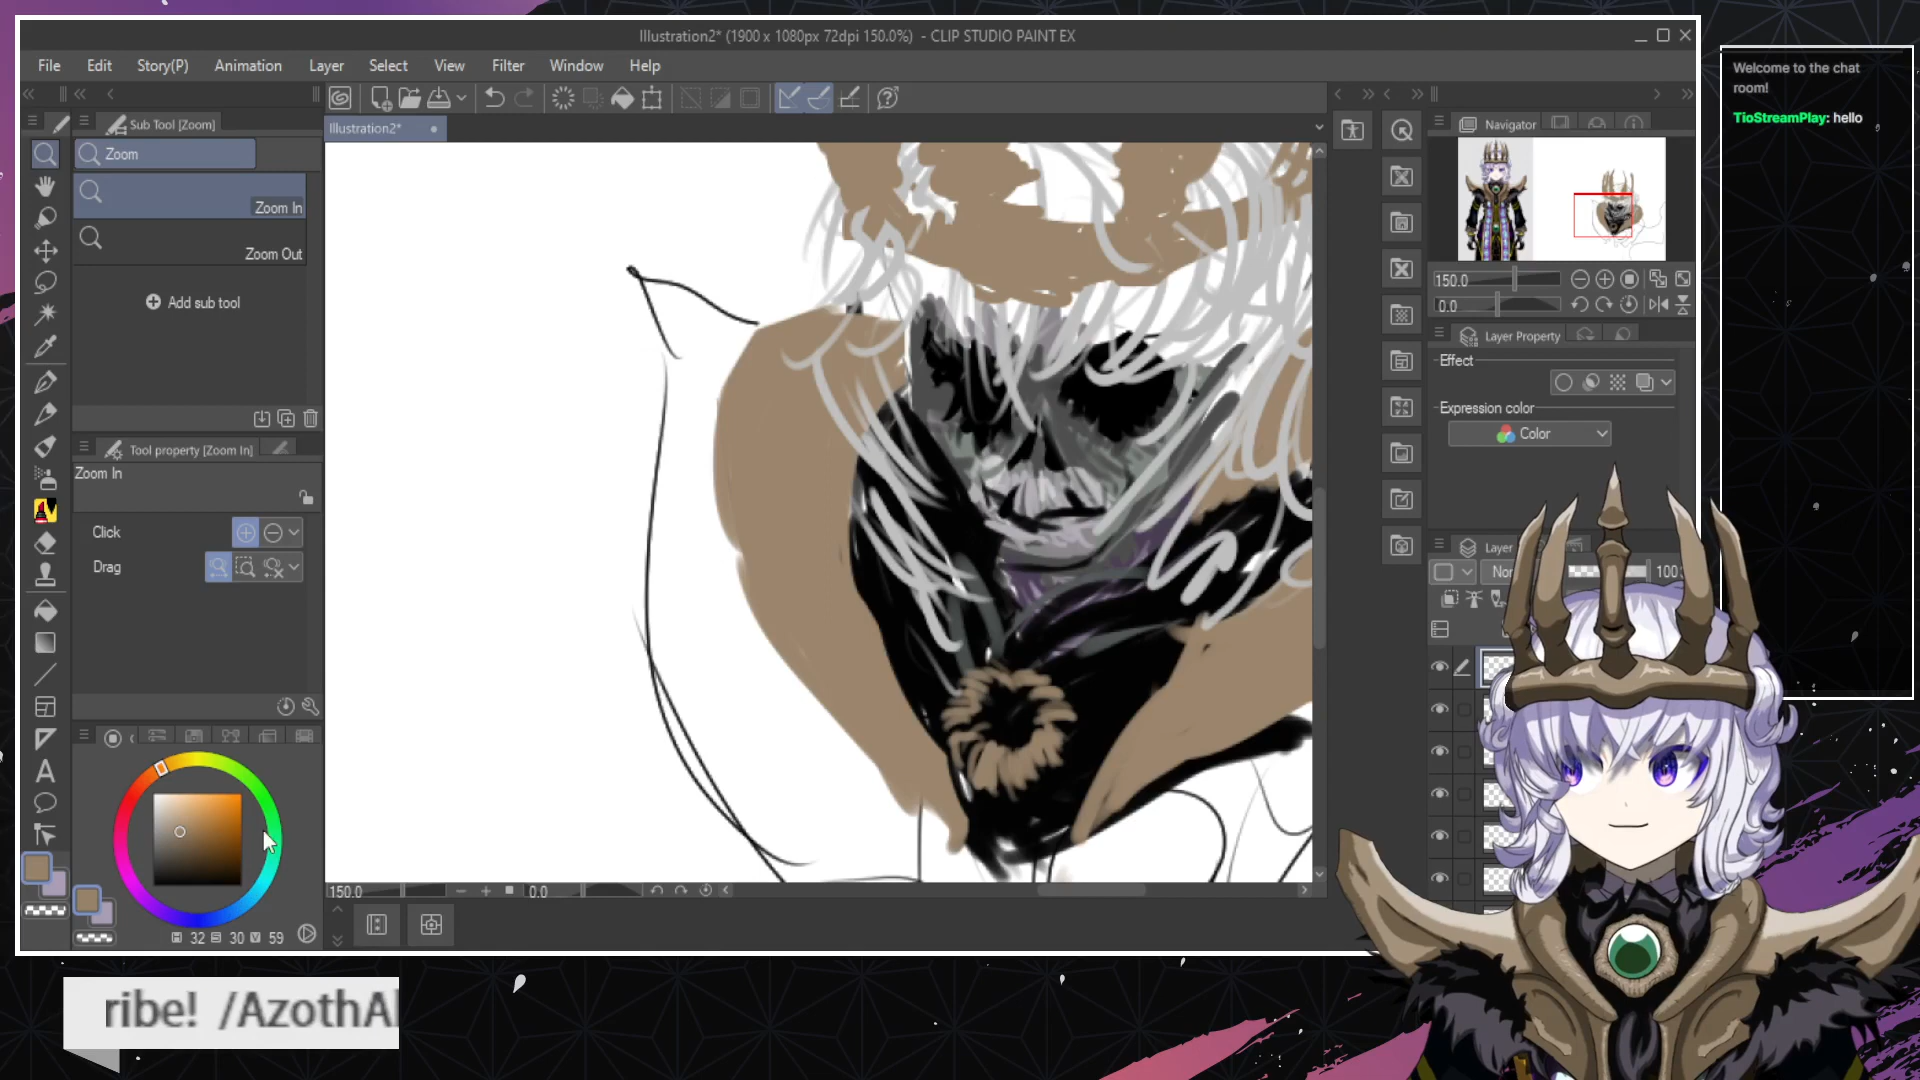 Illustration2* (1900 x 1080px 72dpi 150.0%) - CLIP STUDIO PAINT EX
File Edit Story(P) Animation Layer Select View Filter Window Help
Sub Tool [Zoom]
Illustration2*
Zoom
Zoom In
Zoom Out
Add sub tool
Tool property [Zoom In]
Zoom In
Click
Drag
32 30 59
150.0 0.0
Navigator
150.0
0.0
Layer Property
Effect
Expression color
Color
Layer
Nor 100
Welcome to the chat
room!
TioStreamPlay: hello
ribe! /AzothAl